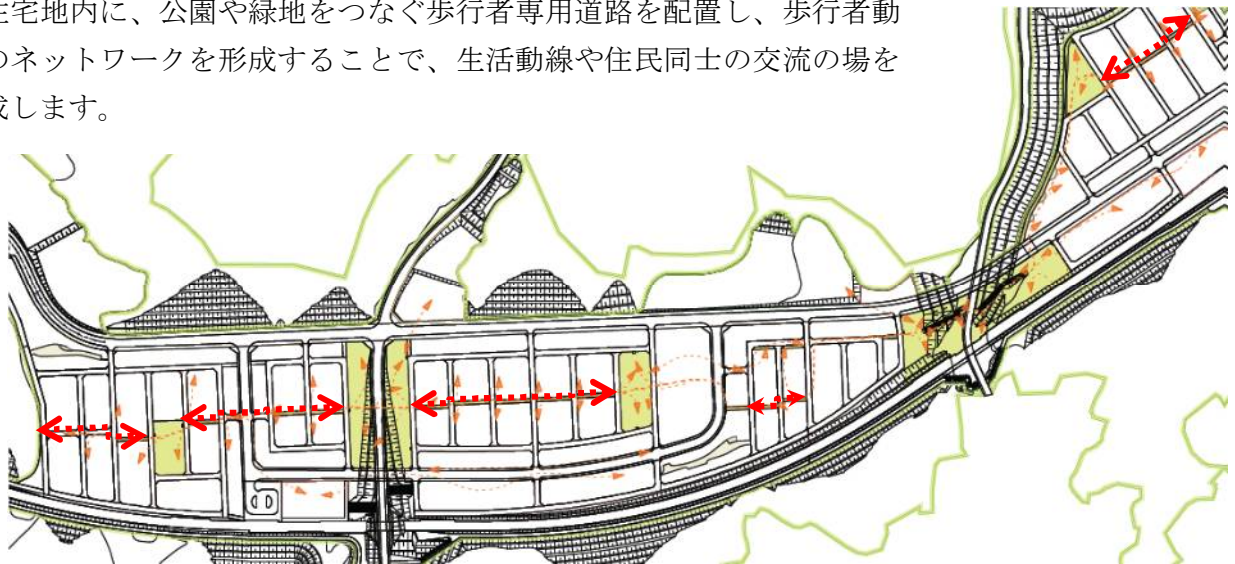 住宅地内に、公園や緑地をつなぐ歩行者専用道路を配置し、歩行者動
のネットワークを形成することで、生活動線や住民同士の交流の場を
成します。